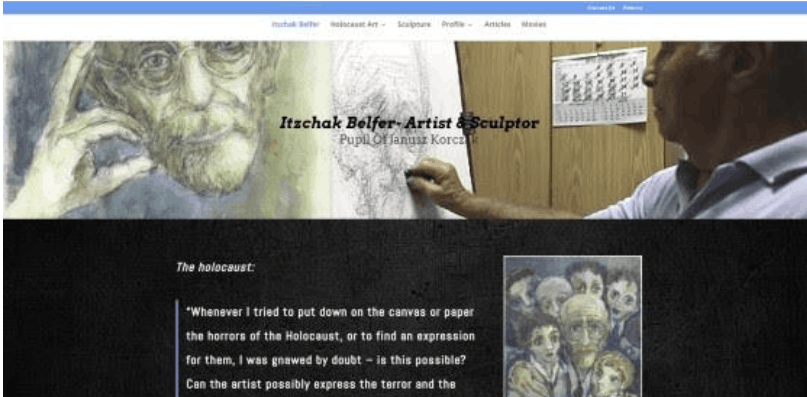 Itzchak Belfer Holocaust Art Sculpture Profile Articles Movies
Itzchak Belfer- Artist & Sculptor
Pupil Of Janusz Korczak
The holocaust:
"Whenever I tried to put down on the canvas or paper
the horrors of the Holocaust, or to find an expression
for them, I was gnawed by doubt – is this possible?
Can the artist possibly express the terror and the